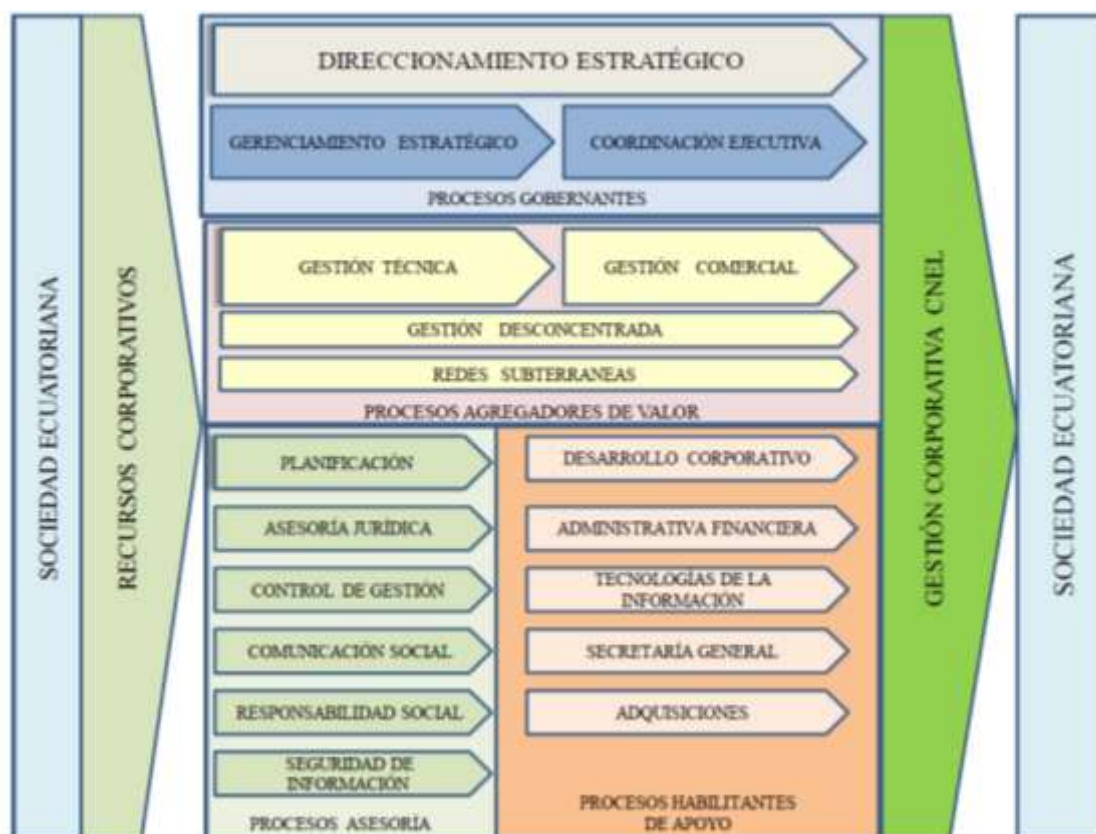 SOCIEDAD ECUATORIANA
RECURSOS CORPORATIVOS
DIRECCIONAMIENTO ESTRATÉGICO
GERENCIAMIENTO ESTRATÉGICO
COORDINACIÓN EJECUTIVA
PROCESOS GOBERNANTES
GESTIÓN TÉCNICA
GESTIÓN COMERCIAL
GESTIÓN DESCONCENTRADA
REDES SUBTERRANEAS
PROCESOS AGREGADORES DE VALOR
PLANIFICACIÓN
ASESORÍA JURÍDICA
CONTROL DE GESTIÓN
COMUNICACIÓN SOCIAL
RESPONSABILIDAD SOCIAL
SEGURIDAD DE
INFORMACIÓN
PROCESOS ASESORÍA
DESARROLLO CORPORATIVO
ADMINISTRATIVA FINANCIERA
TECNOLOGÍAS DE LA
INFORMACIÓN
SECRETARÍA GENERAL
ADQUISICIONES
PROCESOS HABILITANTES
DE APOYO
GESTIÓN CORPORATIVA CNEL
SOCIEDAD ECUATORIANA